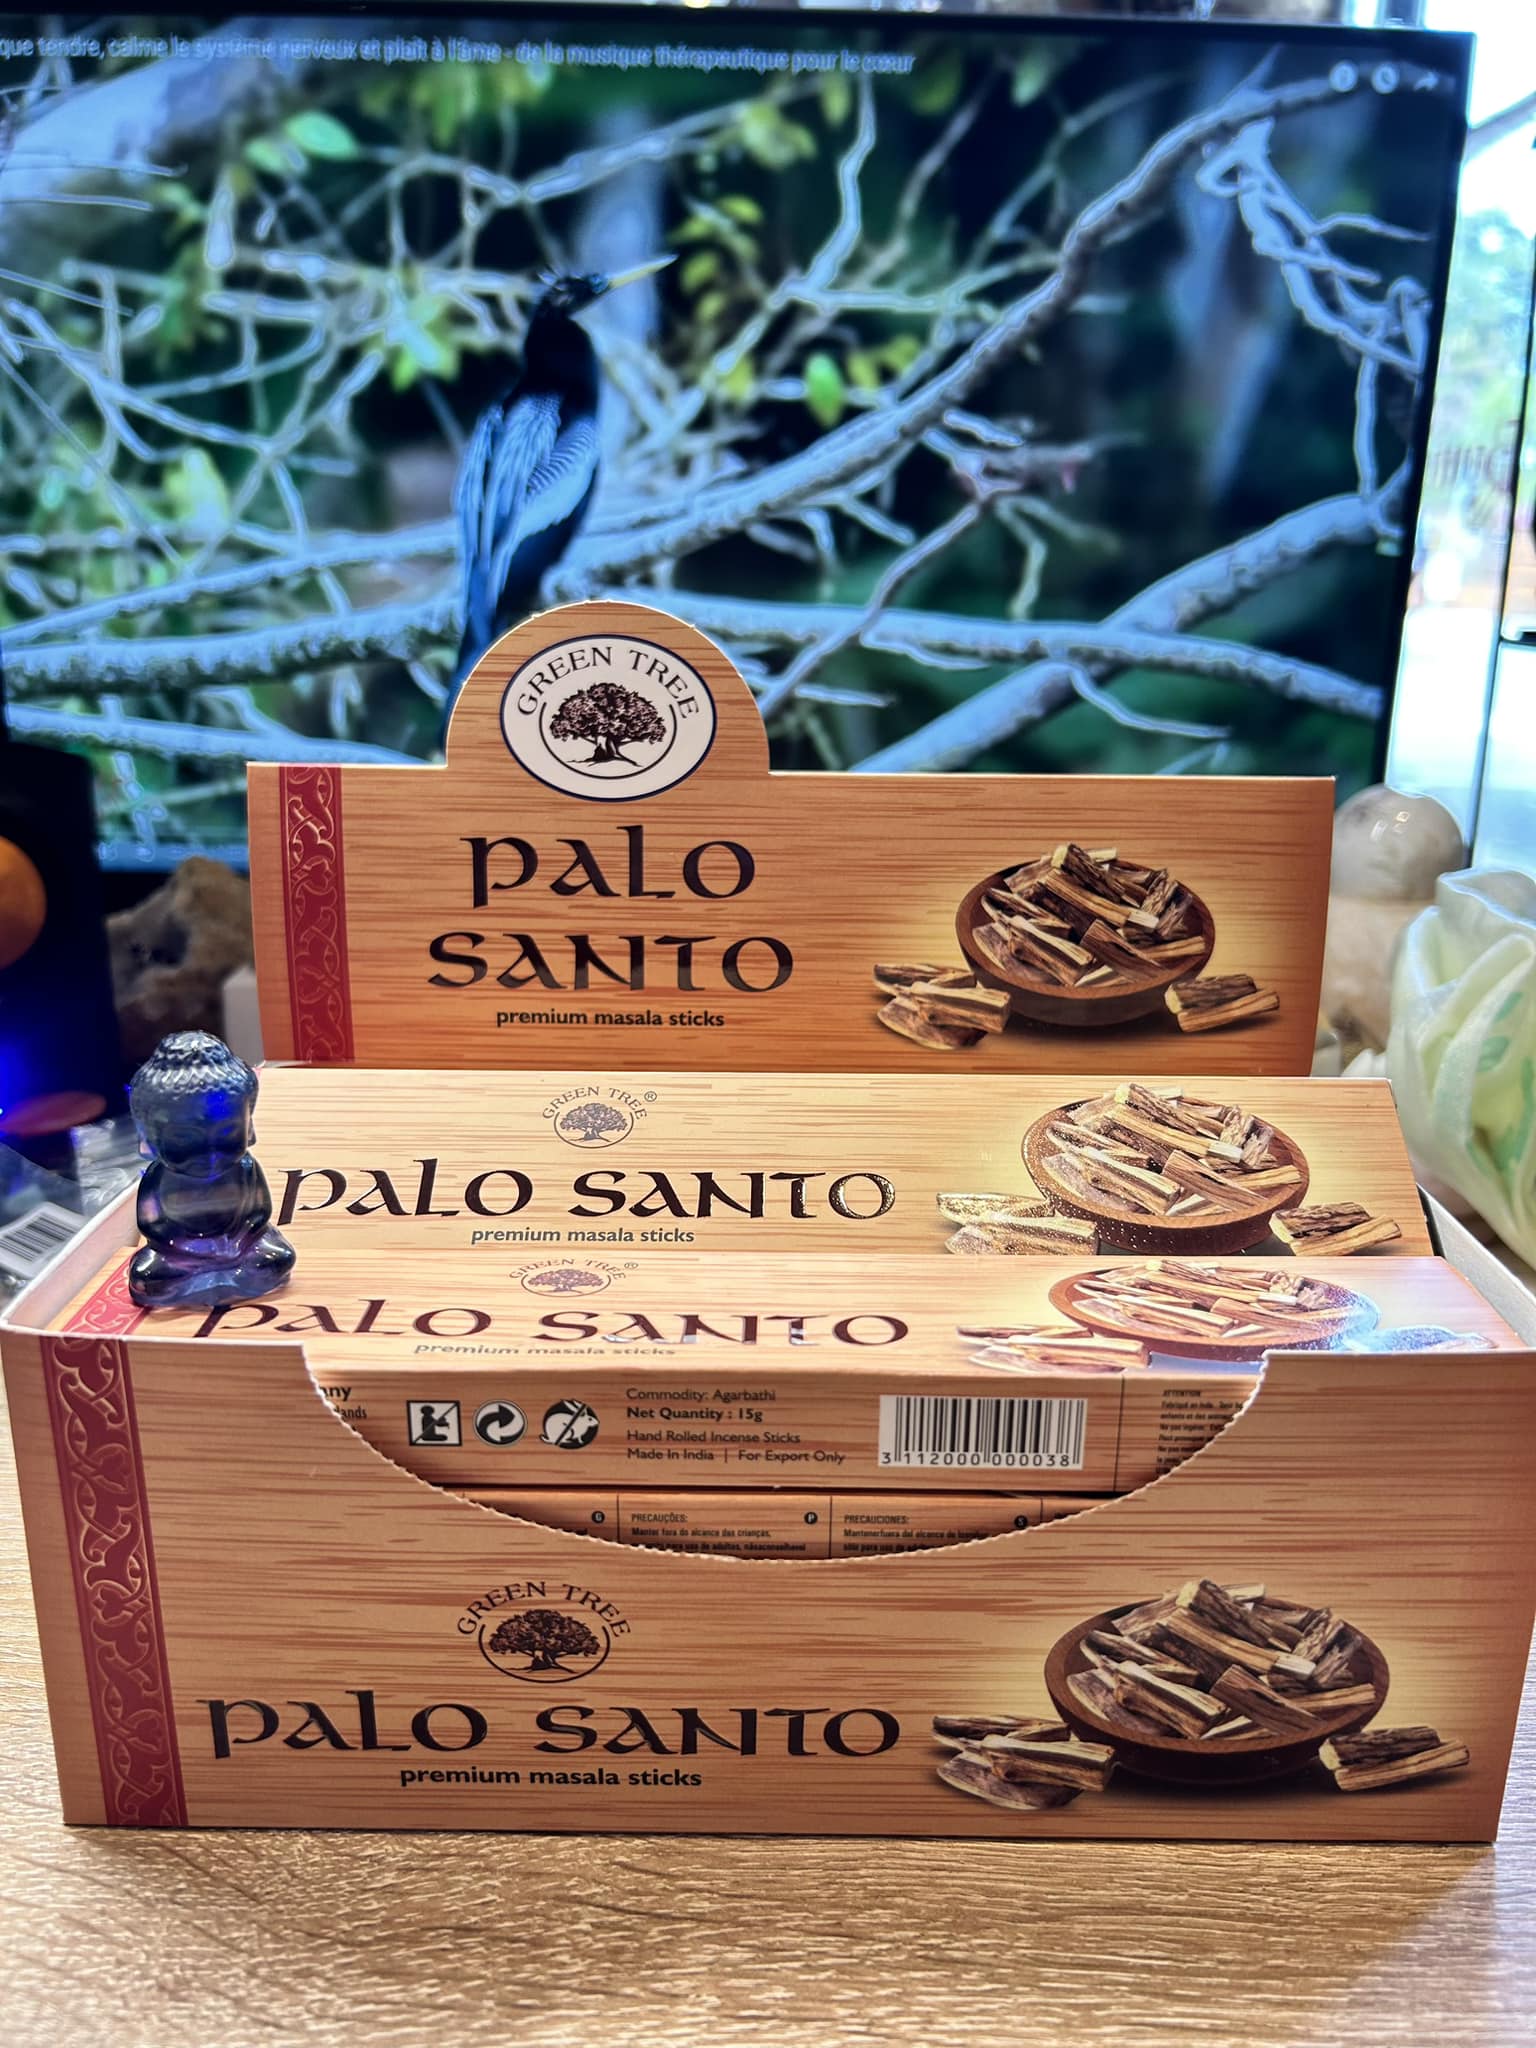 que tendre, calme le système nerveux et plaît à l'âme - de la musique thérapeutique pour le cœur
GREEN TREE
PALO
SANTO
premium masala sticks
GREEN TREE ®
PALO SANTO
premium masala sticks
GREEN TREE ®
PALO SANTO
premium masala sticks
Commodity: Agarbathi
Net Quantity : 15g
Hand Rolled Incense Sticks
Made In India | For Export Only
3 112000 000038
ATTENTION
PRECAUÇÕES: P
Manter fora do alcance das crianças,
PRECAUCIONES: S
GREEN TREE
PALO SANTO
premium masala sticks